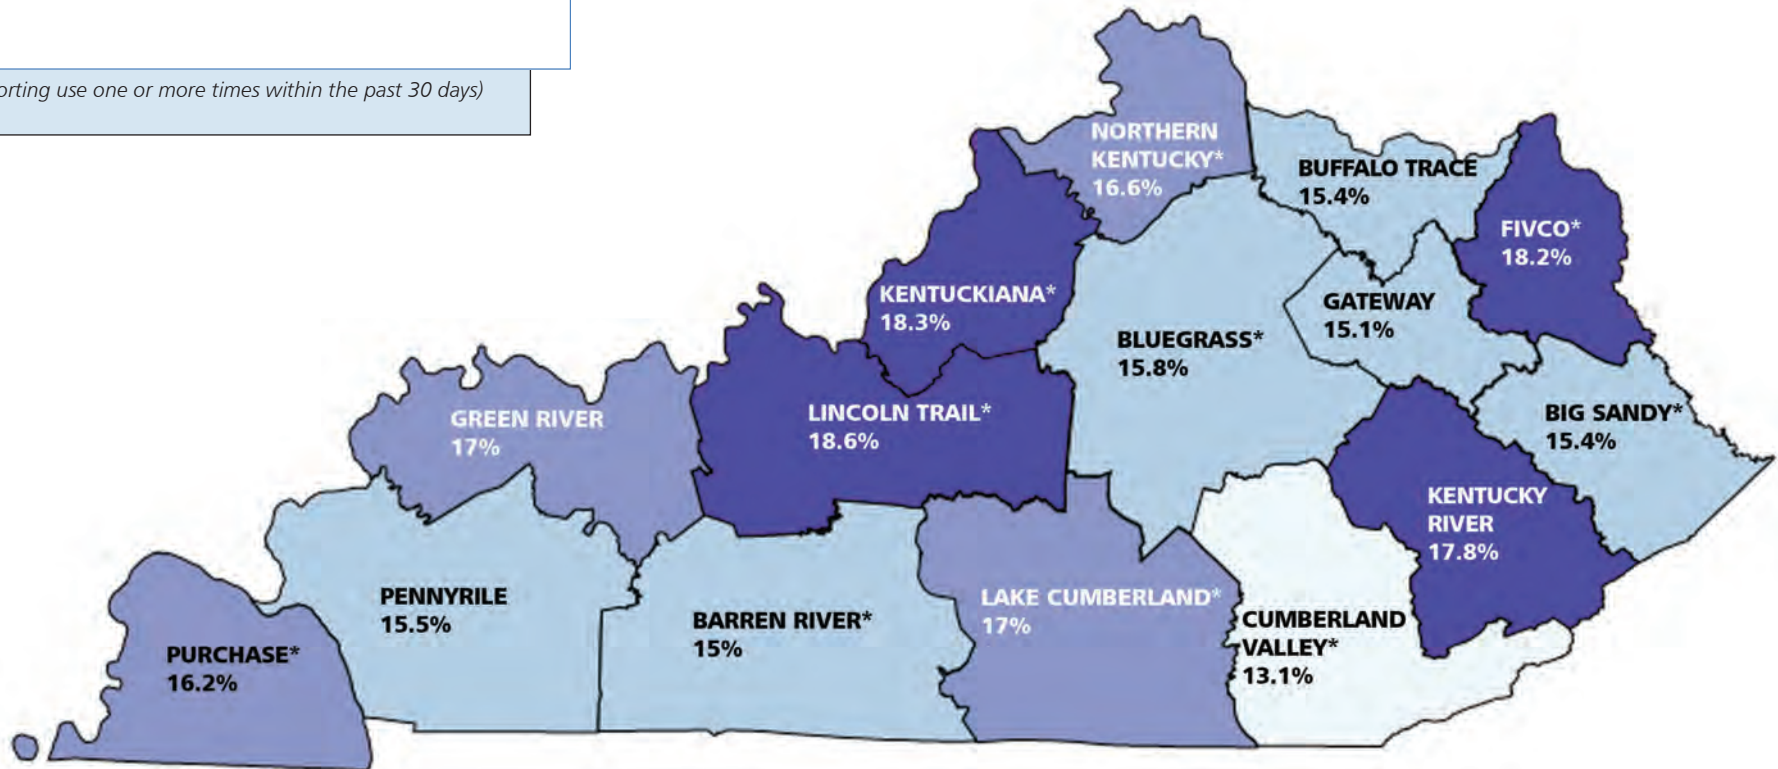 orting use one or more times within the past 30 days)
NORTHERN
KENTUCKY*
16.6%
BUFFALO TRACE
15.4%
FIVCO*
18.2%
KENTUCKIANA*
18.3%
GATEWAY
15.1%
BLUEGRASS*
15.8%
LINCOLN TRAIL*
18.6%
GREEN RIVER
17%
BIG SANDY*
15.4%
KENTUCKY
RIVER
17.8%
PENNYRILE
15.5%
BARREN RIVER*
15%
LAKE CUMBERLAND*
17%
CUMBERLAND
VALLEY*
13.1%
PURCHASE*
16.2%